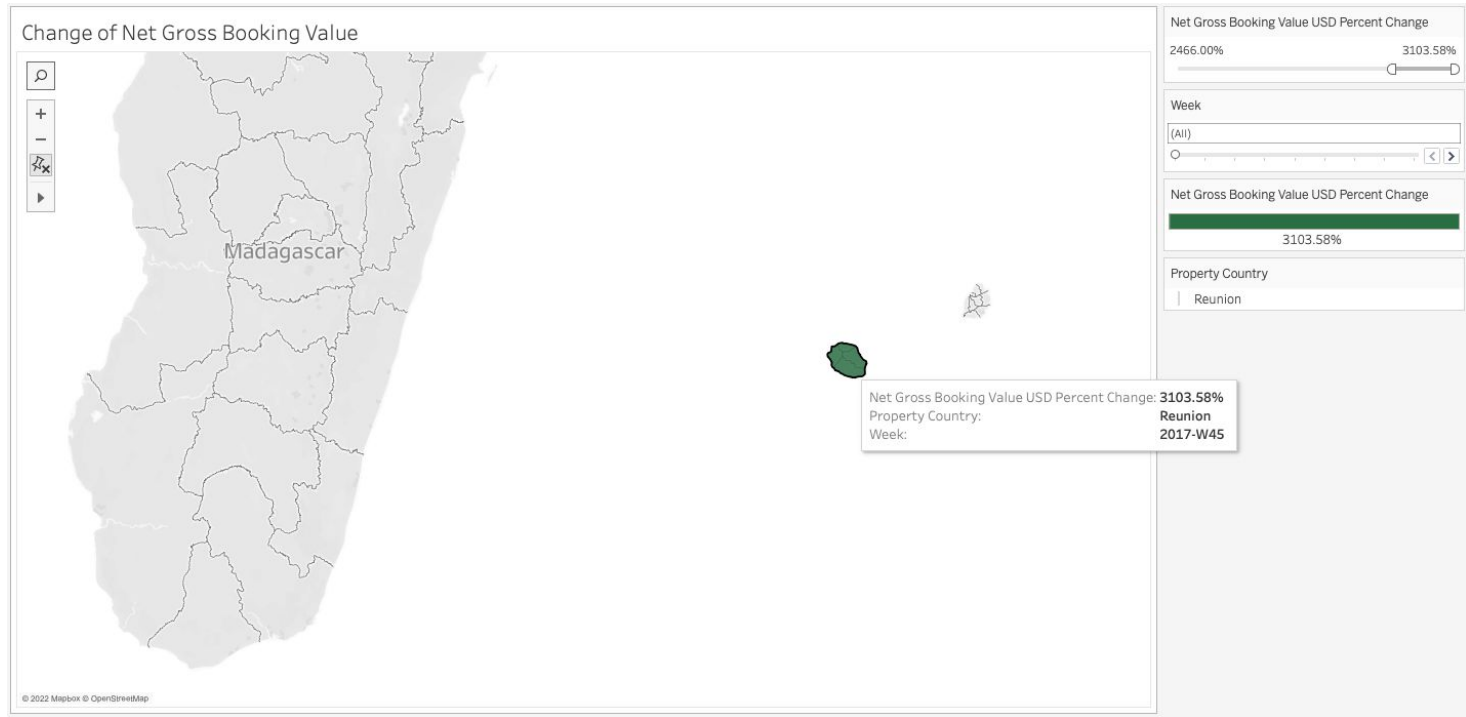 Change of Net Gross Booking Value
Madagascar
Net Gross Booking Value USD Percent Change: 3103.58%
Property Country: Reunion
Week: 2017-W45
© 2022 Mapbox © OpenStreetMap
Net Gross Booking Value USD Percent Change
2466.00% 3103.58%
Week
(All)
Net Gross Booking Value USD Percent Change
3103.58%
Property Country
Reunion